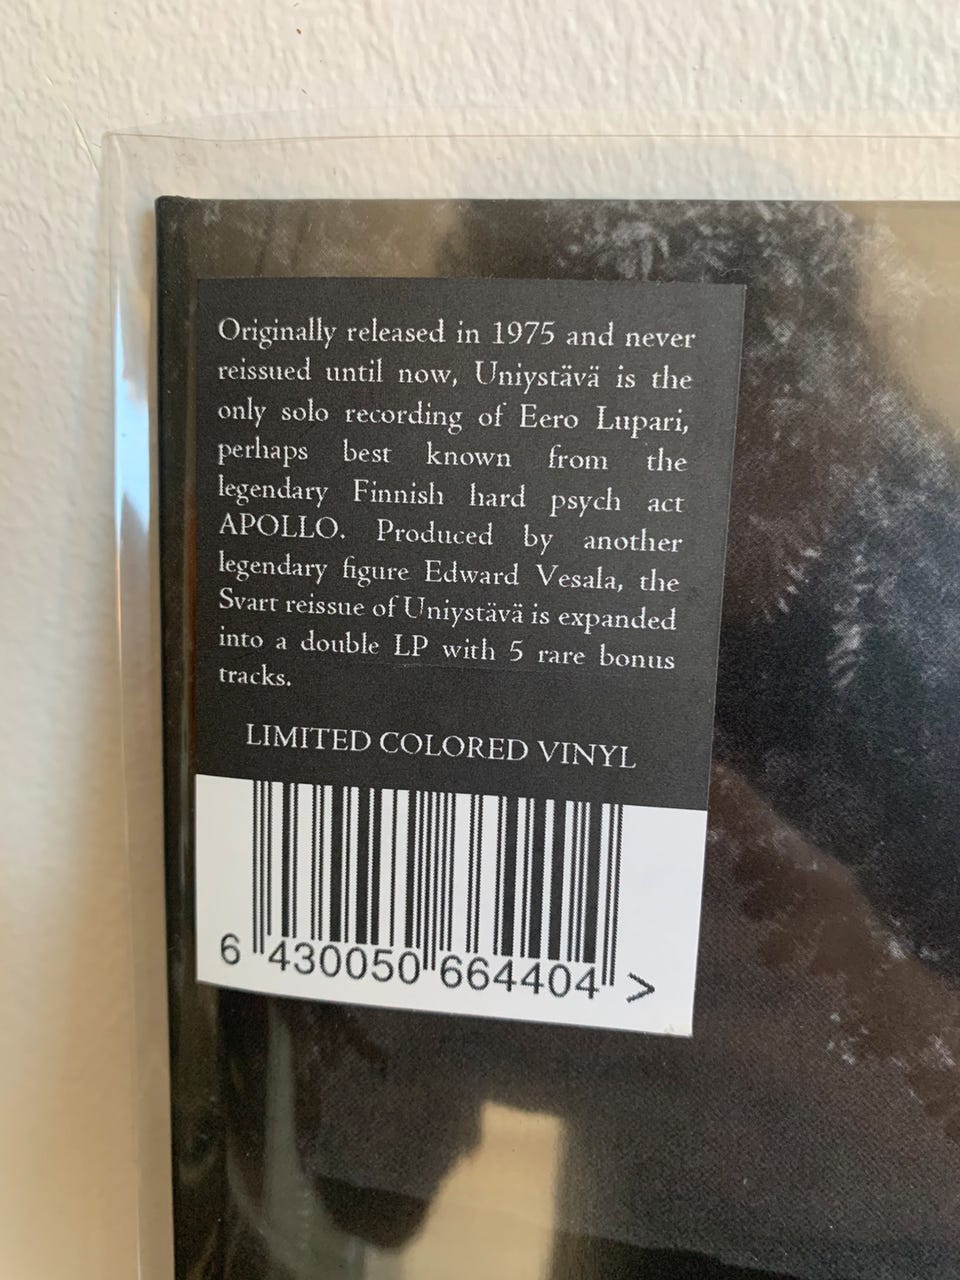 Originally released in 1975 and never
reissued until now, Uniystävä is the
only solo recording of Eero Lupari,
perhaps best known from the
legendary Finnish hard psych act
APOLLO. Produced by another
legendary figure Edward Vesala, the
Svart reissue of Uniystävä is expanded
into a double LP with 5 rare bonus
tracks.
LIMITED COLORED VINYL
6 430050 664404 >